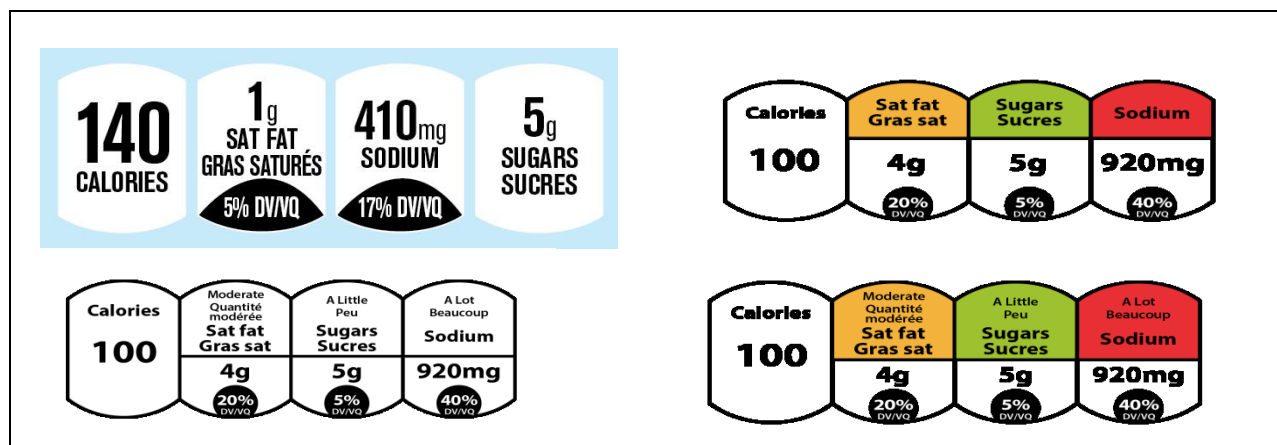 140
CALORIES
1g
SAT FAT
GRAS SATURÉS
5% DV/VQ
410mg
SODIUM
17% DV/VQ
5g
SUGARS
SUCRES
Calories
100
Sat fat
Gras sat
4g
20%
DV/VQ
Sugars
Sucres
5g
5%
DV/VQ
Sodium
920mg
40%
DV/VQ
Calories
100
Moderate
Quantité
modérée
Sat fat
Gras sat
4g
20%
DV/VQ
A Little
Peu
Sugars
Sucres
5g
5%
DV/VQ
A Lot
Beaucoup
Sodium
920mg
40%
DV/VQ
Calories
100
Moderate
Quantité
modérée
Sat fat
Gras sat
4g
20%
DV/VQ
A Little
Peu
Sugars
Sucres
5g
5%
DV/VQ
A Lot
Beaucoup
Sodium
920mg
40%
DV/VQ